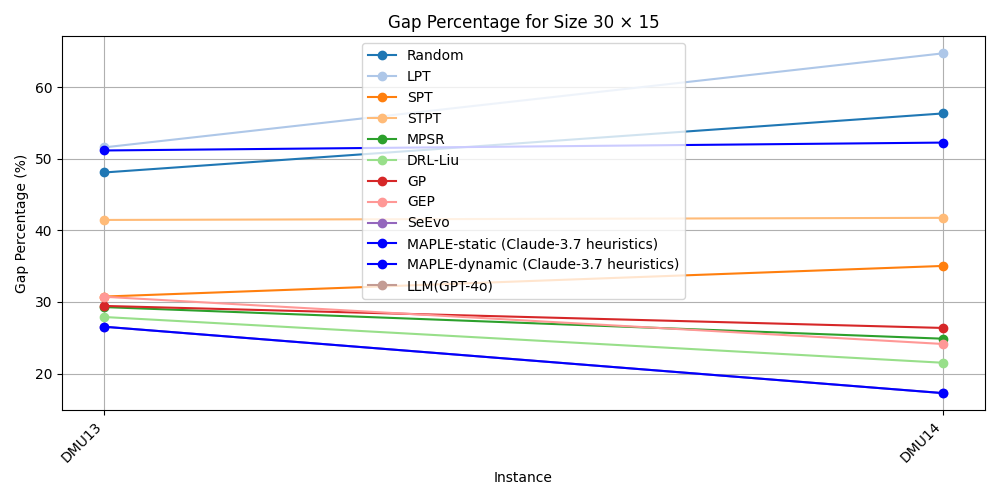 Gap Percentage for Size 30 × 15
Gap Percentage (%)
60
50
40
30
20
Random
LPT
SPT
STPT
MPSR
DRL-Liu
GP
GEP
SeEvo
MAPLE-static (Claude-3.7 heuristics)
MAPLE-dynamic (Claude-3.7 heuristics)
LLM(GPT-4o)
DMU13
DMU14
Instance